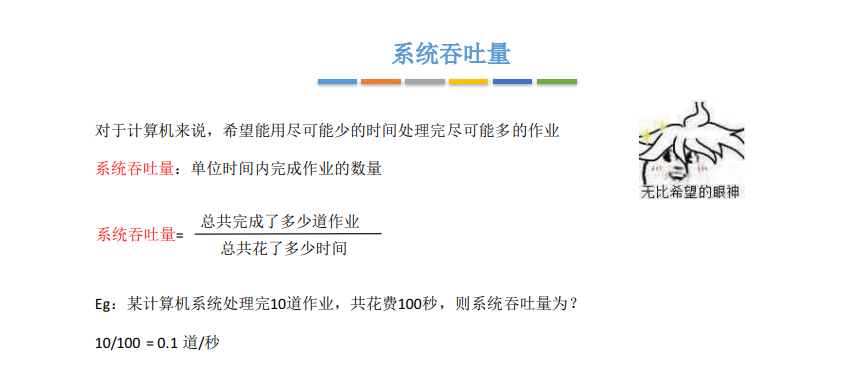 系统吞吐量
对于计算机来说，希望能用尽可能少的时间处理完尽可能多的作业
系统吞吐量：单位时间内完成作业的数量
无比希望的眼神
系统吞吐量=
总共完成了多少道作业
总共花了多少时间
Eg：某计算机系统处理完10道作业，共花费100秒，则系统吞吐量为？
10/100 = 0.1 道/秒